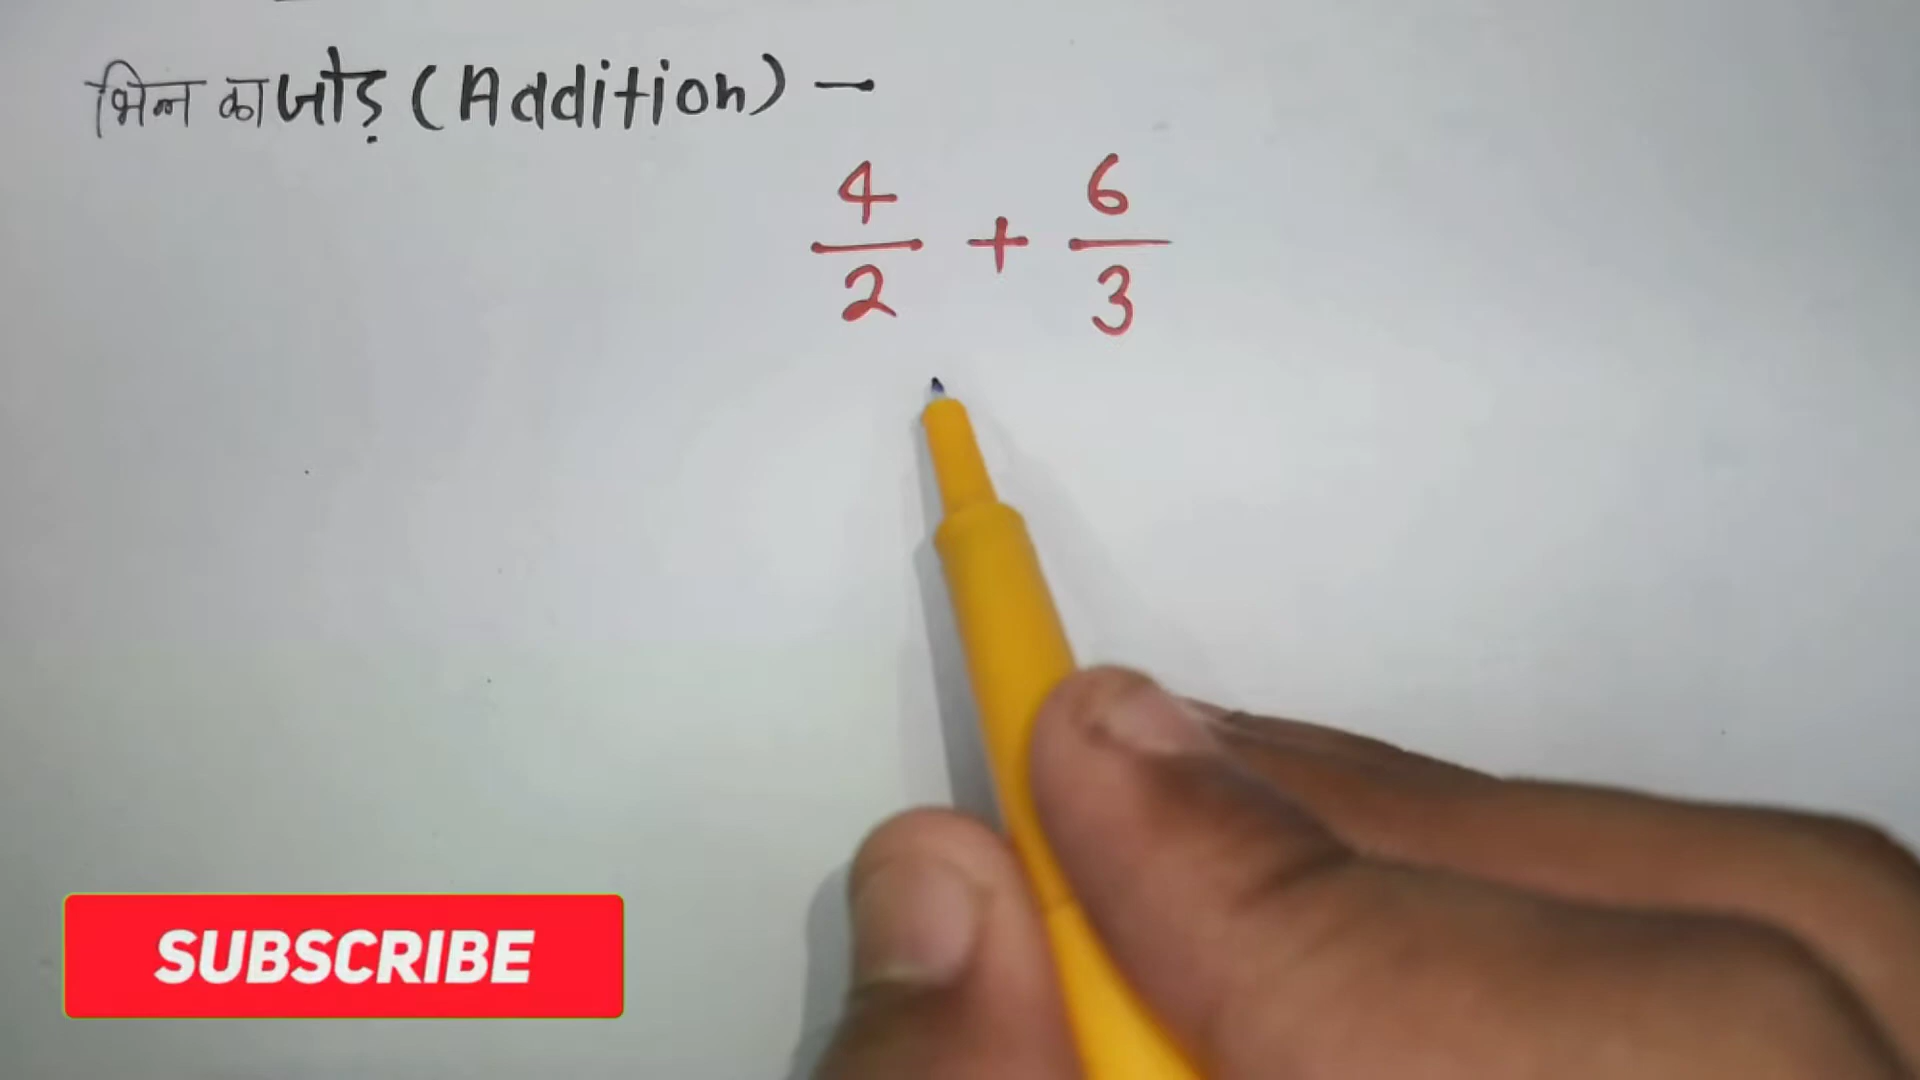 भिन्न का जोड़ (Addition) –
4/2 + 6/3
SUBSCRIBE